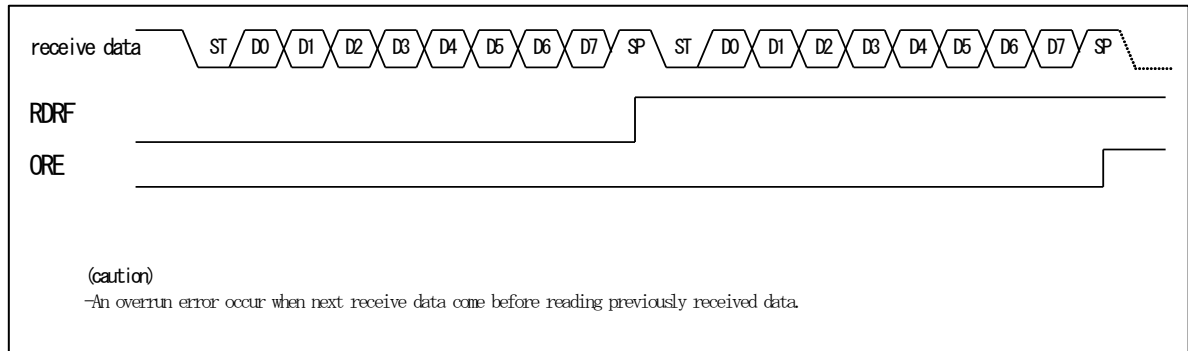 receive data ST D0 D1 D2 D3 D4 D5 D6 D7 SP ST D0 D1 D2 D3 D4 D5 D6 D7 SP
RDRF
ORE
(caution)
-An overrun error occur when next receive data come before reading previously received data.